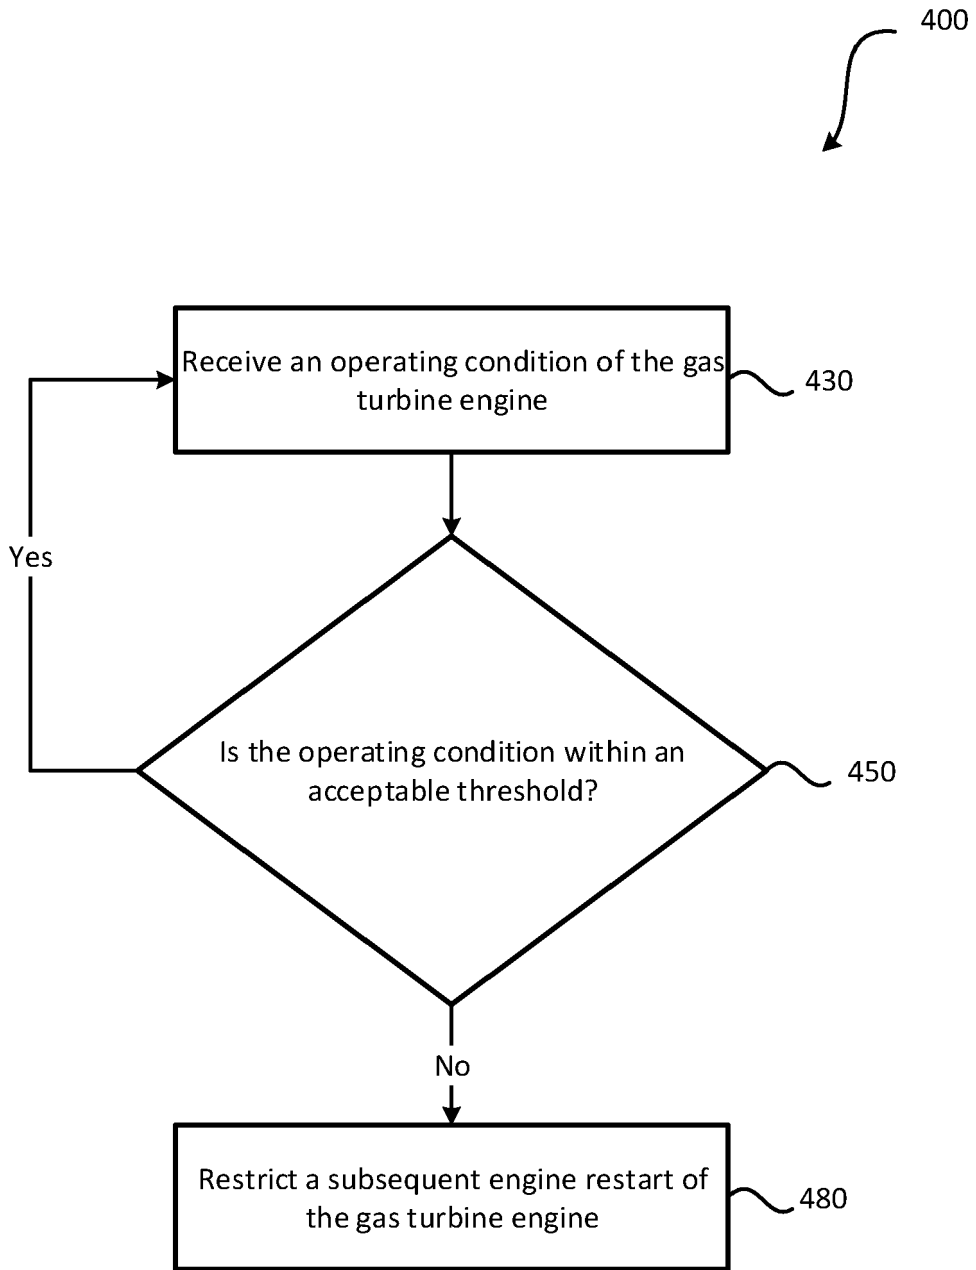 400
Receive an operating condition of the gas
turbine engine
430
Yes
Is the operating condition within an
acceptable threshold?
450
No
Restrict a subsequent engine restart of
the gas turbine engine
480